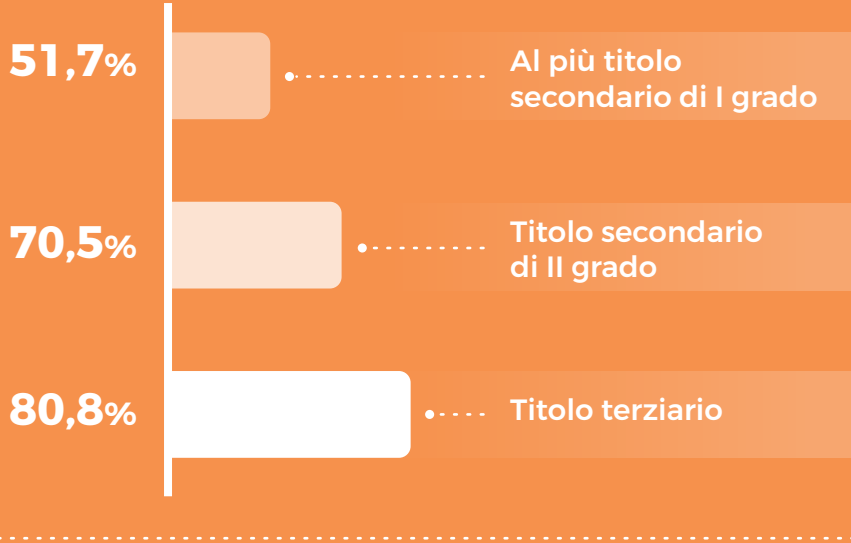 51,7%
Al più titolo
secondario di I grado
70,5%
Titolo secondario
di II grado
80,8%
Titolo terziario